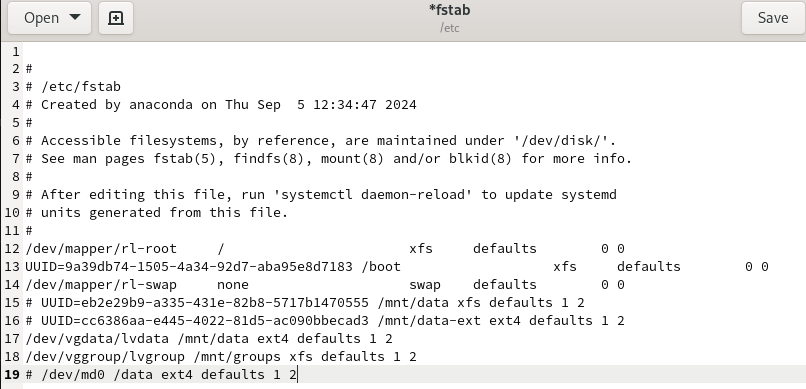 Open
*fstab
/etc
Save
1
2 #
3 # /etc/fstab
4 # Created by anaconda on Thu Sep  5 12:34:47 2024
5 #
6 # Accessible filesystems, by reference, are maintained under '/dev/disk/'.
7 # See man pages fstab(5), findfs(8), mount(8) and/or blkid(8) for more info.
8 #
9 # After editing this file, run 'systemctl daemon-reload' to update systemd
10 # units generated from this file.
11 #
12 /dev/mapper/rl-root     /                       xfs     defaults        0 0
13 UUID=9a39db74-1505-4a34-92d7-aba95e8d7183 /boot                   xfs     defaults        0 0
14 /dev/mapper/rl-swap     none                    swap    defaults        0 0
15 # UUID=eb2e29b9-a335-431e-82b8-5717b1470555 /mnt/data xfs defaults 1 2
16 # UUID=cc6386aa-e445-4022-81d5-ac090bbecad3 /mnt/data-ext ext4 defaults 1 2
17 /dev/vgdata/lvdata /mnt/data ext4 defaults 1 2
18 /dev/vggroup/lvgroup /mnt/groups xfs defaults 1 2
19 # /dev/md0 /data ext4 defaults 1 2